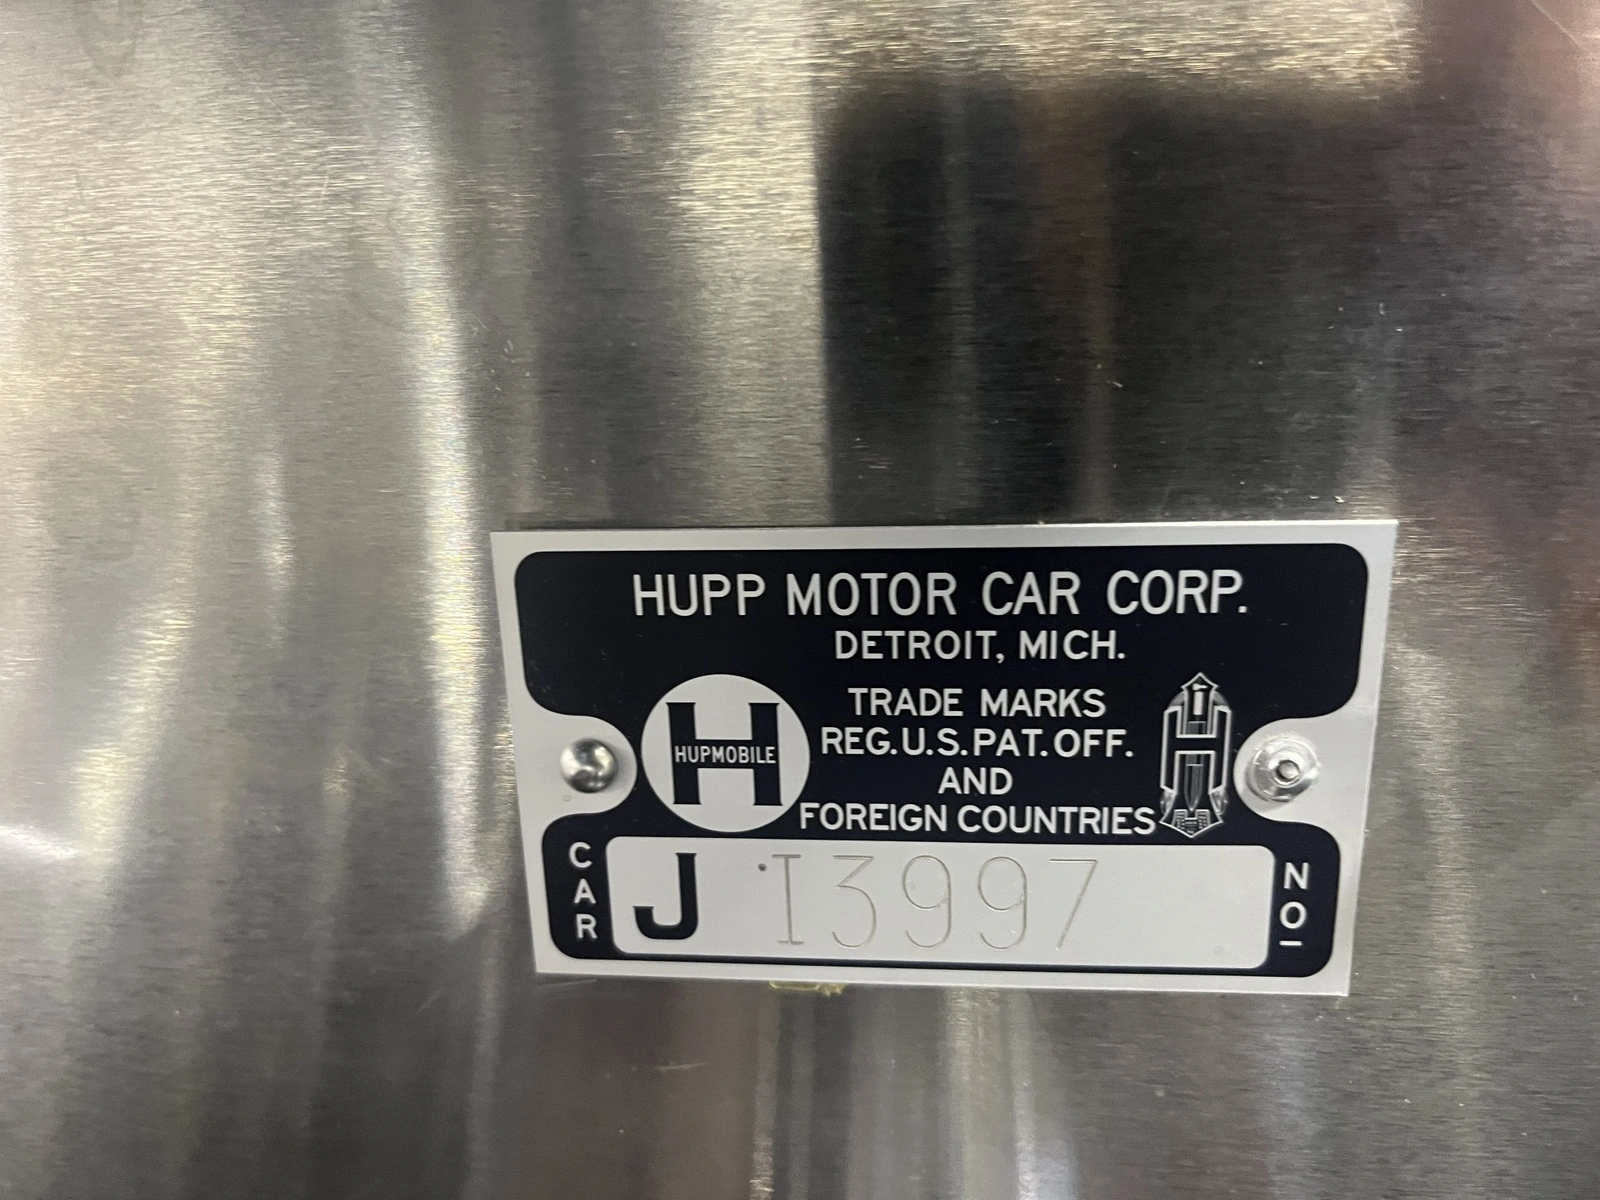 HUPP MOTOR CAR CORP.
DETROIT, MICH.
H
HUPMOBILE
TRADE MARKS
REG.U.S.PAT.OFF.
AND
FOREIGN COUNTRIES
H
CAR
J I3997
NO